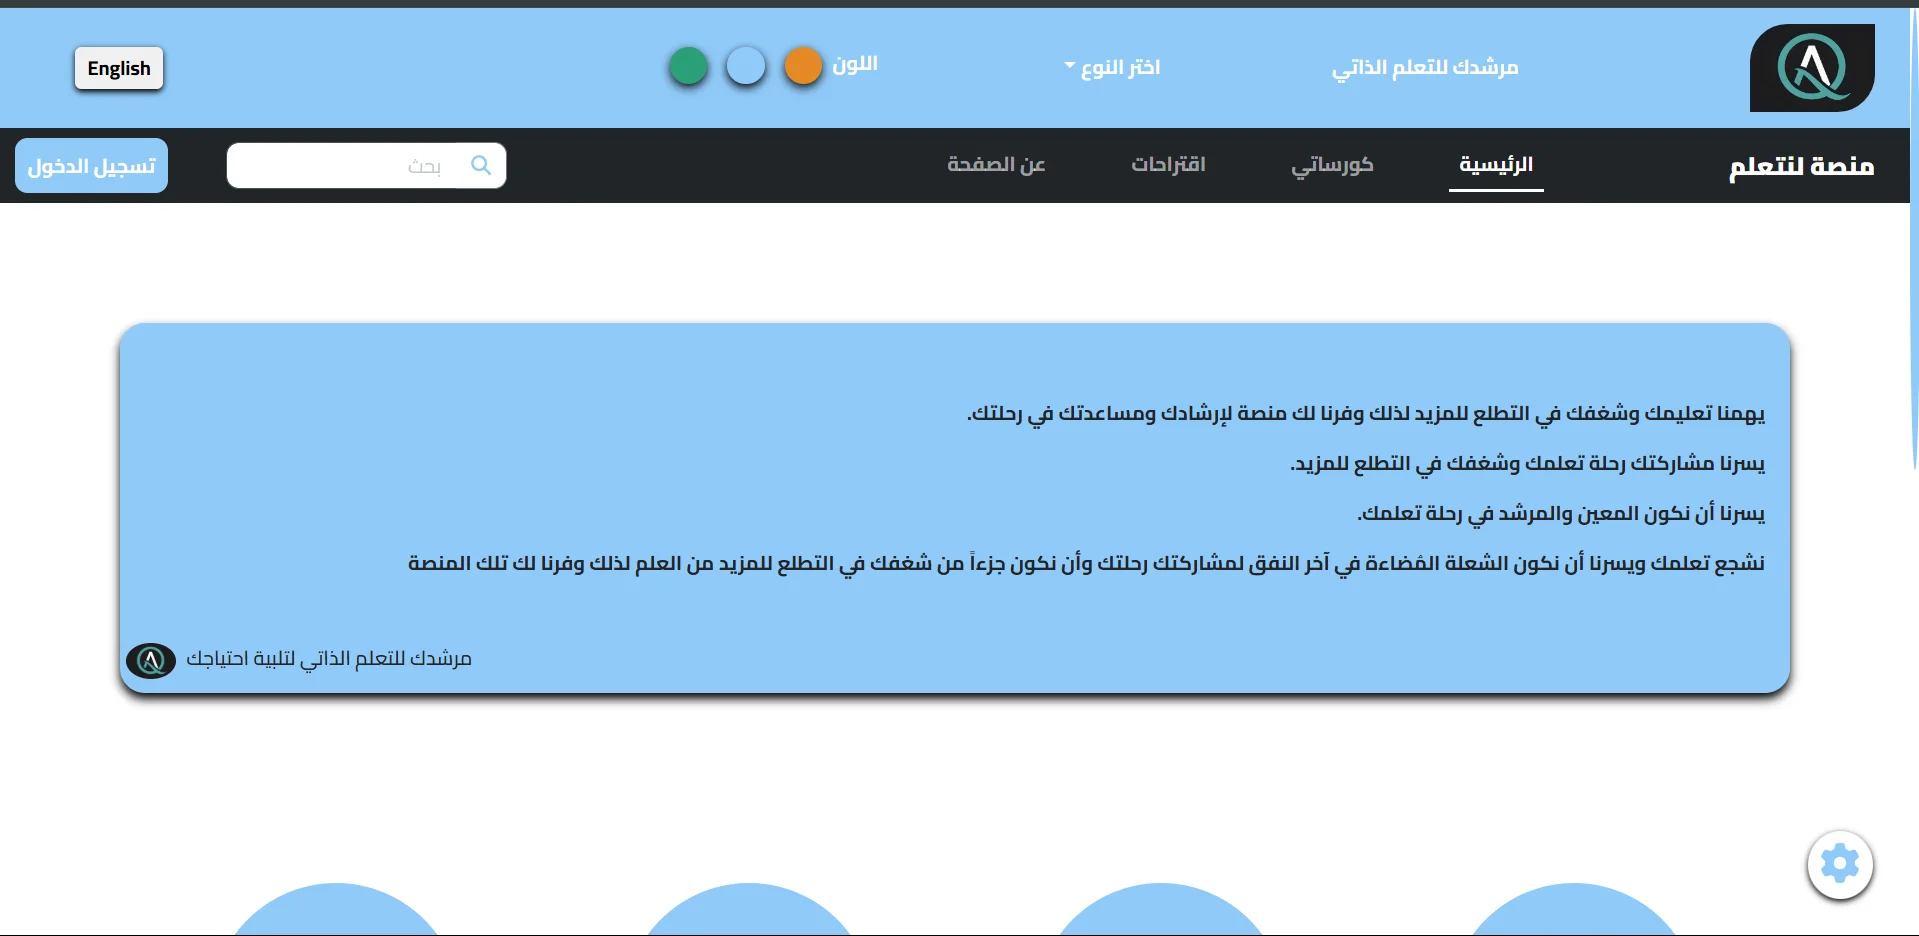 مرشدك للتعلم الذاتي
اختر النوع
اللون
English
منصة لنتعلم
الرئيسية
كورساتي
اقتراحات
عن الصفحة
بحث
تسجيل الدخول
يهمنا تعليمك وشغفك في التطلع للمزيد لذلك وفرنا لك منصة لإرشادك ومساعدتك في رحلتك.
يسرنا مشاركتك رحلة تعلمك وشغفك في التطلع للمزيد.
يسرنا أن نكون المعين والمرشد في رحلة تعلمك.
نشجع تعلمك ويسرنا أن نكون الشعلة المُضاءة في آخر النفق لمشاركتك رحلتك وأن نكون جزءاً من شغفك في التطلع للمزيد من العلم لذلك وفرنا لك تلك المنصة
مرشدك للتعلم الذاتي لتلبية احتياجك